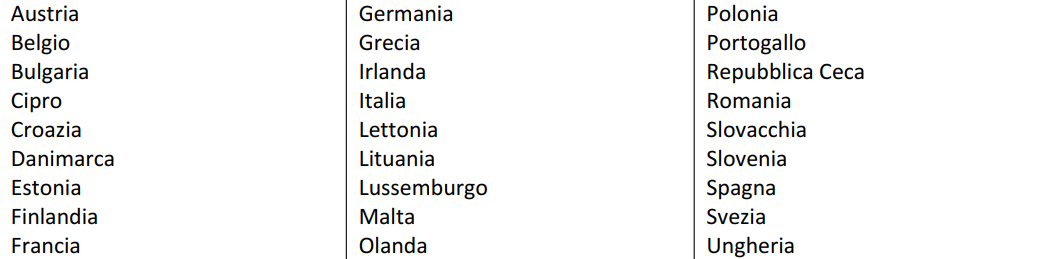 Austria
Belgio
Bulgaria
Cipro
Croazia
Danimarca
Estonia
Finlandia
Francia
Germania
Grecia
Irlanda
Italia
Lettonia
Lituania
Lussemburgo
Malta
Olanda
Polonia
Portogallo
Repubblica Ceca
Romania
Slovacchia
Slovenia
Spagna
Svezia
Ungheria